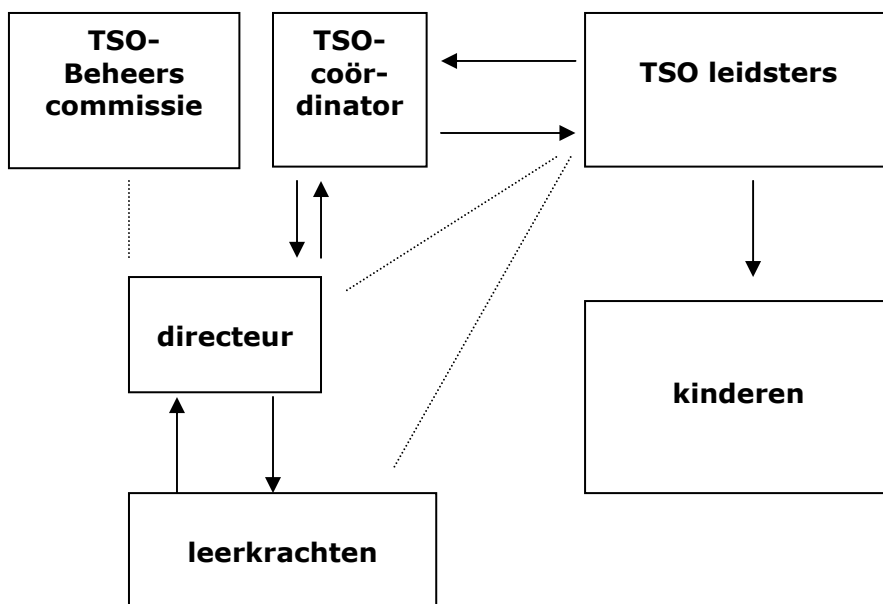 TSO-
Beheers
commissie
TSO-
coör-
dinator
TSO leidsters
directeur
kinderen
leerkrachten